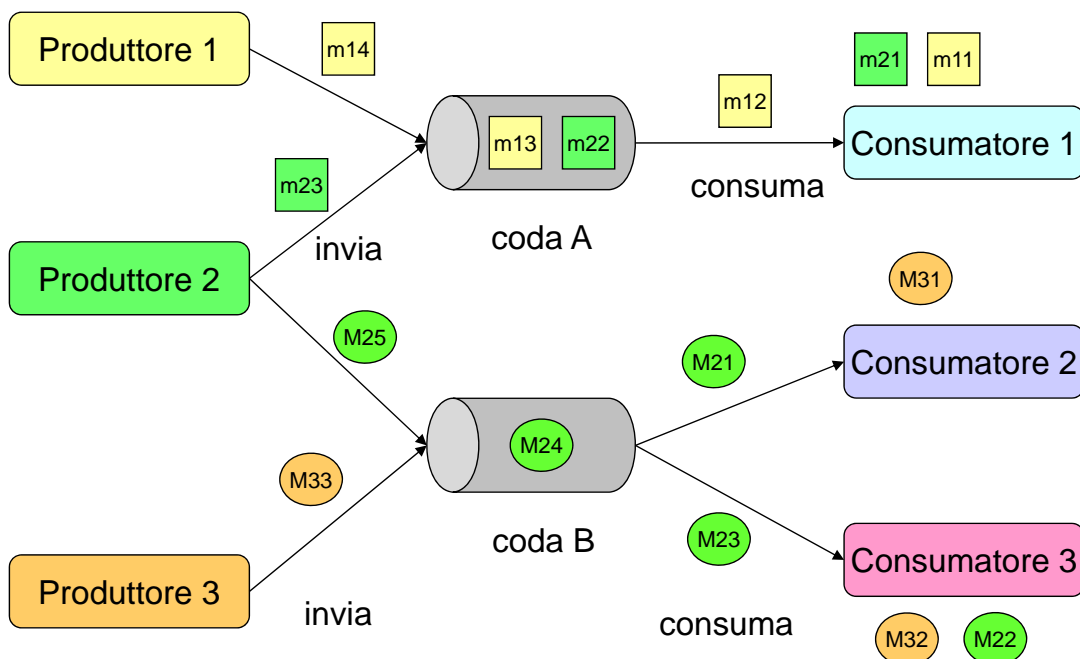 Produttore 1
m14
m21
m11
m12
m13
m22
Consumatore 1
m23
consuma
invia
coda A
Produttore 2
M31
M25
M21
Consumatore 2
M24
M33
M23
coda B
Consumatore 3
Produttore 3
invia
consuma
M32
M22